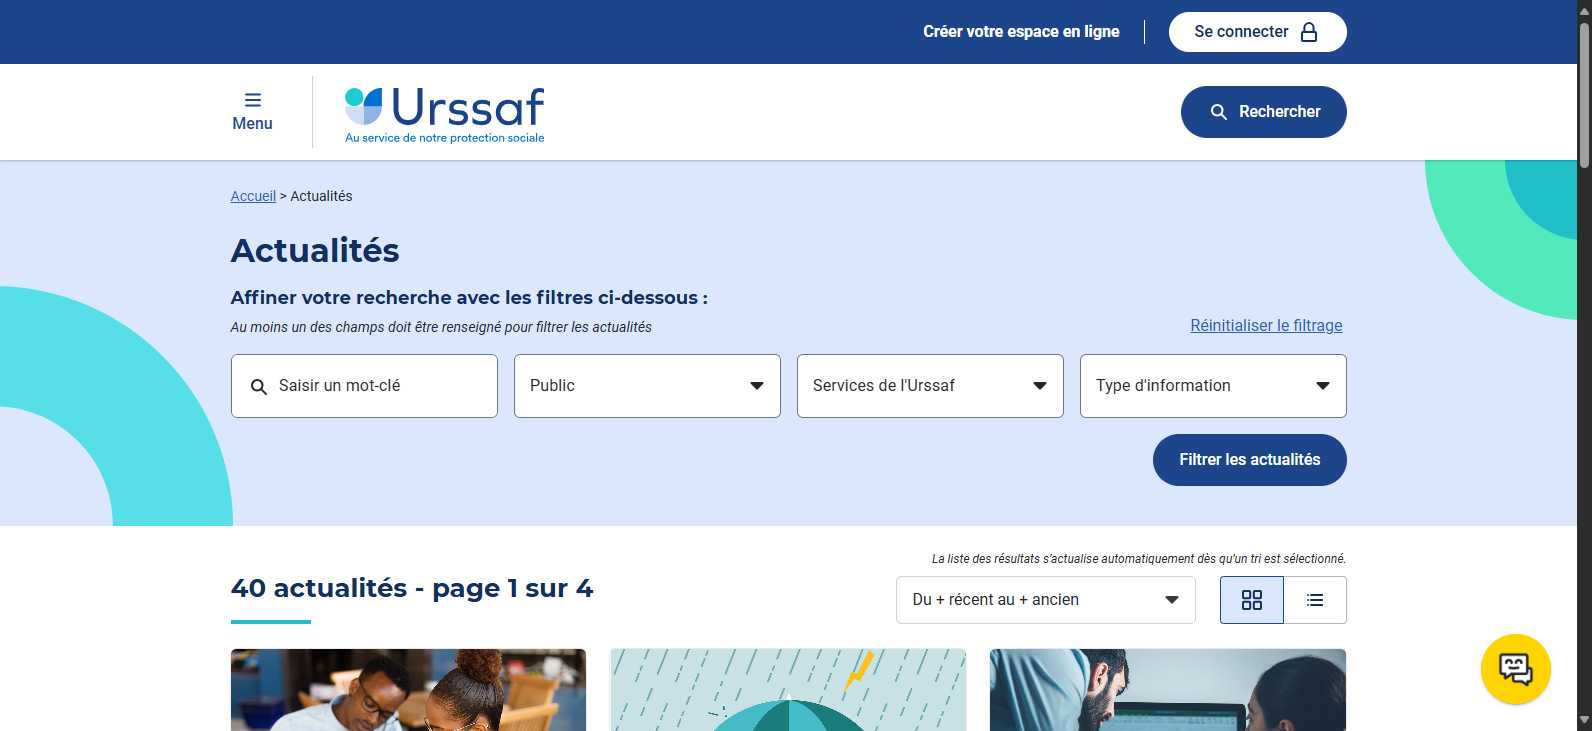 Créer votre espace en ligne
Se connecter
Menu
Urssaf
Au service de notre protection sociale
Rechercher
Accueil > Actualités
Actualités
Affiner votre recherche avec les filtres ci-dessous :
Au moins un des champs doit être renseigné pour filtrer les actualités
Réinitialiser le filtrage
Saisir un mot-clé
Public
Services de l'Urssaf
Type d'information
Filtrer les actualités
La liste des résultats s'actualise automatiquement dès qu'un tri est sélectionné.
40 actualités - page 1 sur 4
Du + récent au + ancien